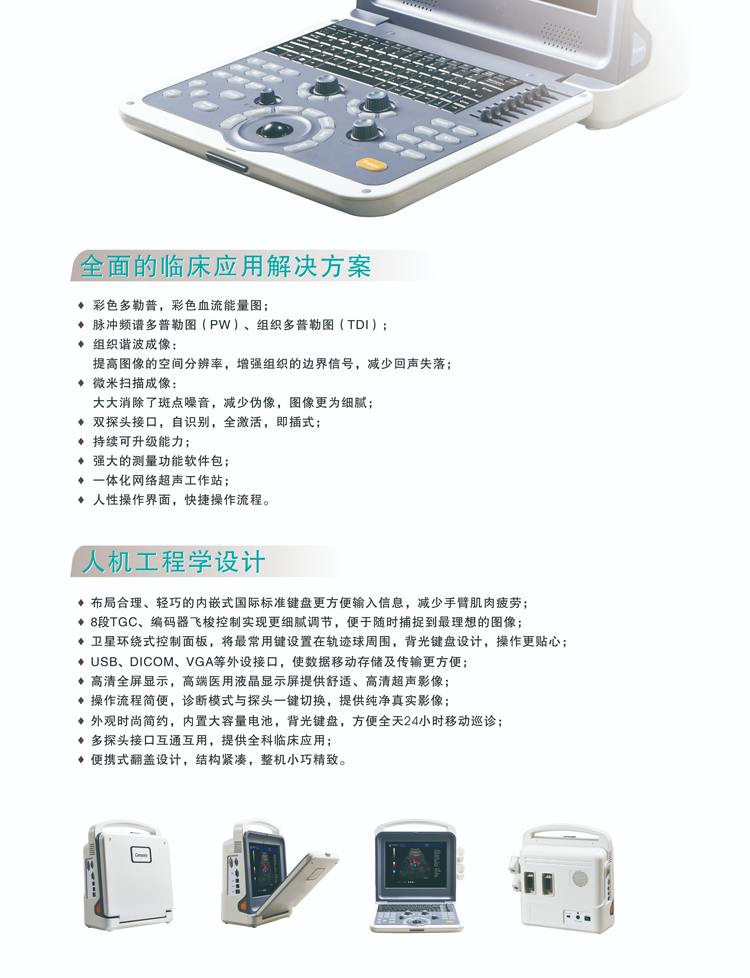 全面的临床应用解决方案
♦ 彩色多勒普，彩色血流能量图；
♦ 脉冲频谱多普勒图（PW）、组织多普勒图（TDI）；
♦ 组织谐波成像：
提高图像的空间分辨率，增强组织的边界信号，减少回声失落；
♦ 微米扫描成像：
大大消除了斑点噪音，减少伪像，图像更为细腻；
♦ 双探头接口，自识别，全激活，即插式；
♦ 持续可升级能力；
♦ 强大的测量功能软件包；
♦ 一体化网络超声工作站；
♦ 人性操作界面，快捷操作流程。
人机工程学设计
♦ 布局合理、轻巧的内嵌式国际标准键盘更方便输入信息，减少手臂肌肉疲劳；
♦ 8段TGC、编码器飞梭控制实现更细腻调节，便于随时捕捉到最理想的图像；
♦ 卫星环绕式控制面板，将最常用键设置在轨迹球周围，背光键盘设计，操作更贴心；
♦ USB、DICOM、VGA等外设接口，使数据移动存储及传输更方便；
♦ 高清全屏显示，高端医用液晶显示屏提供舒适、高清超声影像；
♦ 操作流程简便，诊断模式与探头一键切换，提供纯净真实影像；
♦ 外观时尚简约，内置大容量电池，背光键盘，方便全天24小时移动巡诊；
♦ 多探头接口互通互用，提供全科临床应用；
♦ 便携式翻盖设计，结构紧凑，整机小巧精致。